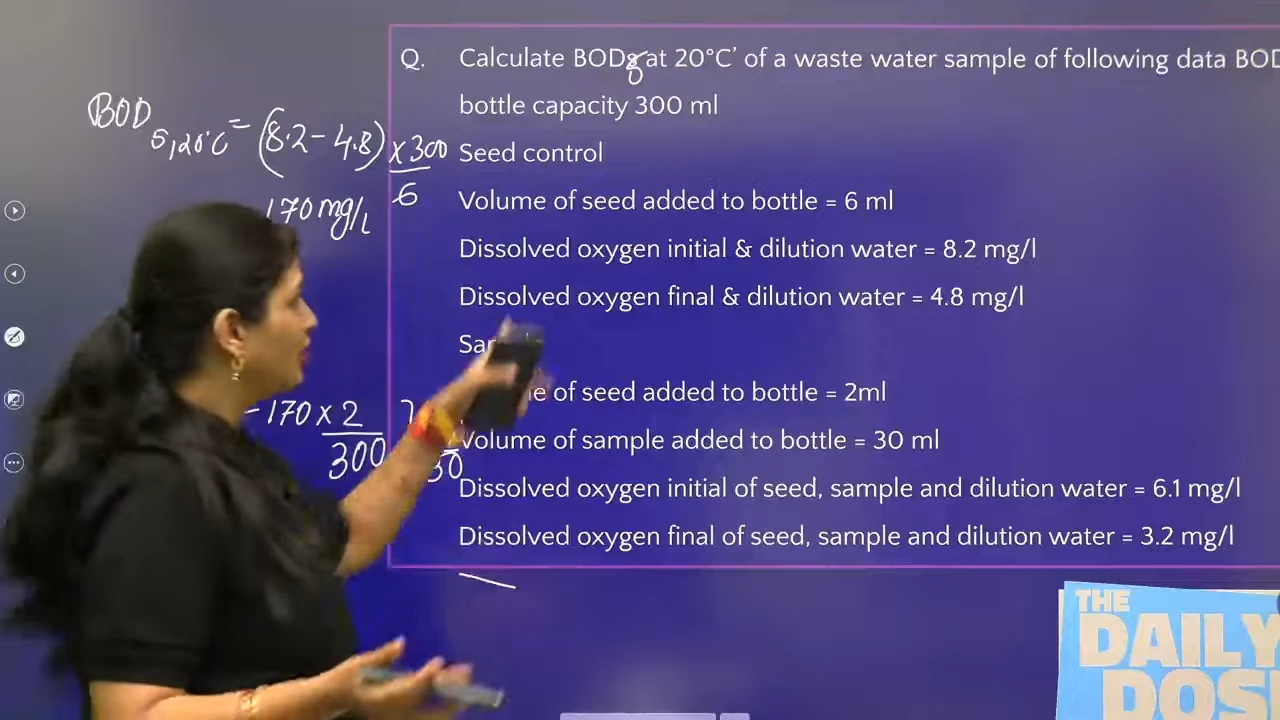 Q. Calculate BOD5 at 20°C’ of a waste water sample of following data BOD
bottle capacity 300 ml
Seed control
Volume of seed added to bottle = 6 ml
Dissolved oxygen initial & dilution water = 8.2 mg/l
Dissolved oxygen final & dilution water = 4.8 mg/l
of seed added to bottle = 2ml
Volume of sample added to bottle = 30 ml
Dissolved oxygen initial of seed, sample and dilution water = 6.1 mg/l
Dissolved oxygen final of seed, sample and dilution water = 3.2 mg/l
BOD 5,20°C = (8.2 - 4.8) x 300
6
170 mg/l
-170 x 2
300
30
THE
DAILY
DOS